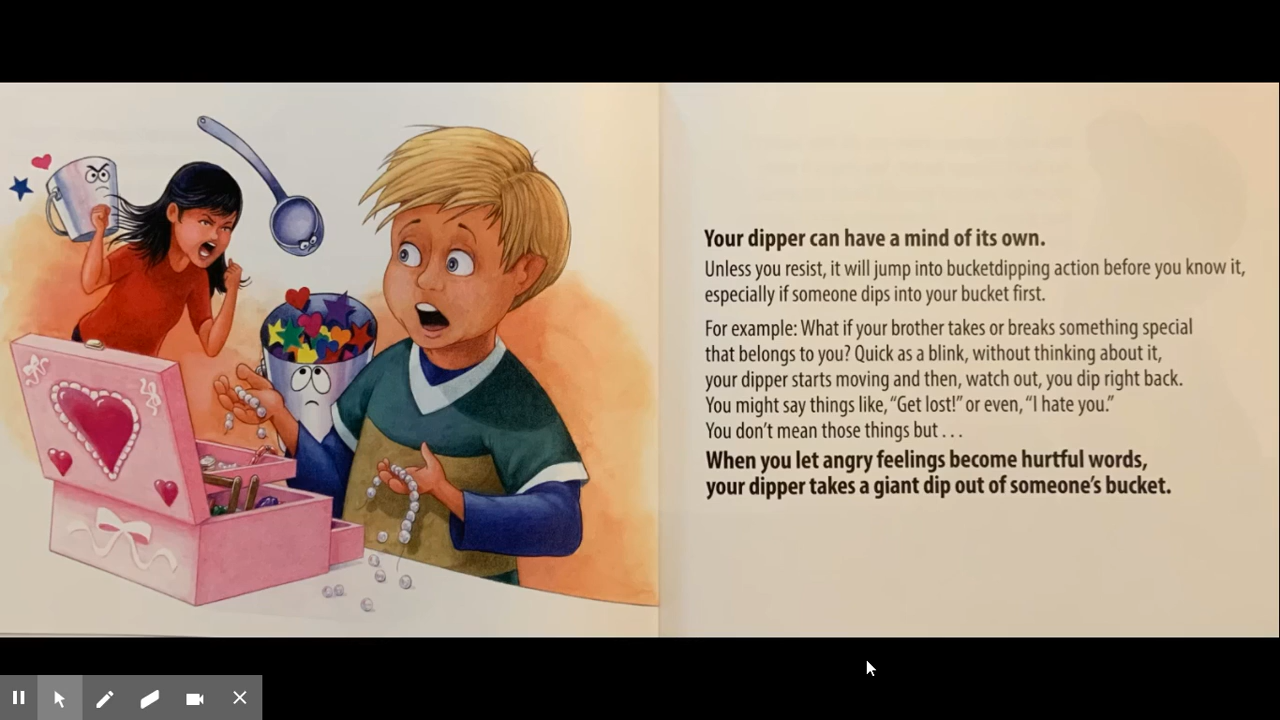 Your dipper can have a mind of its own.
Unless you resist, it will jump into bucketdipping action before you know it,
especially if someone dips into your bucket first.
For example: What if your brother takes or breaks something special
that belongs to you? Quick as a blink, without thinking about it,
your dipper starts moving and then, watch out, you dip right back.
You might say things like, “Get lost!” or even, “I hate you.”
You don’t mean those things but . . .
When you let angry feelings become hurtful words,
your dipper takes a giant dip out of someone’s bucket.